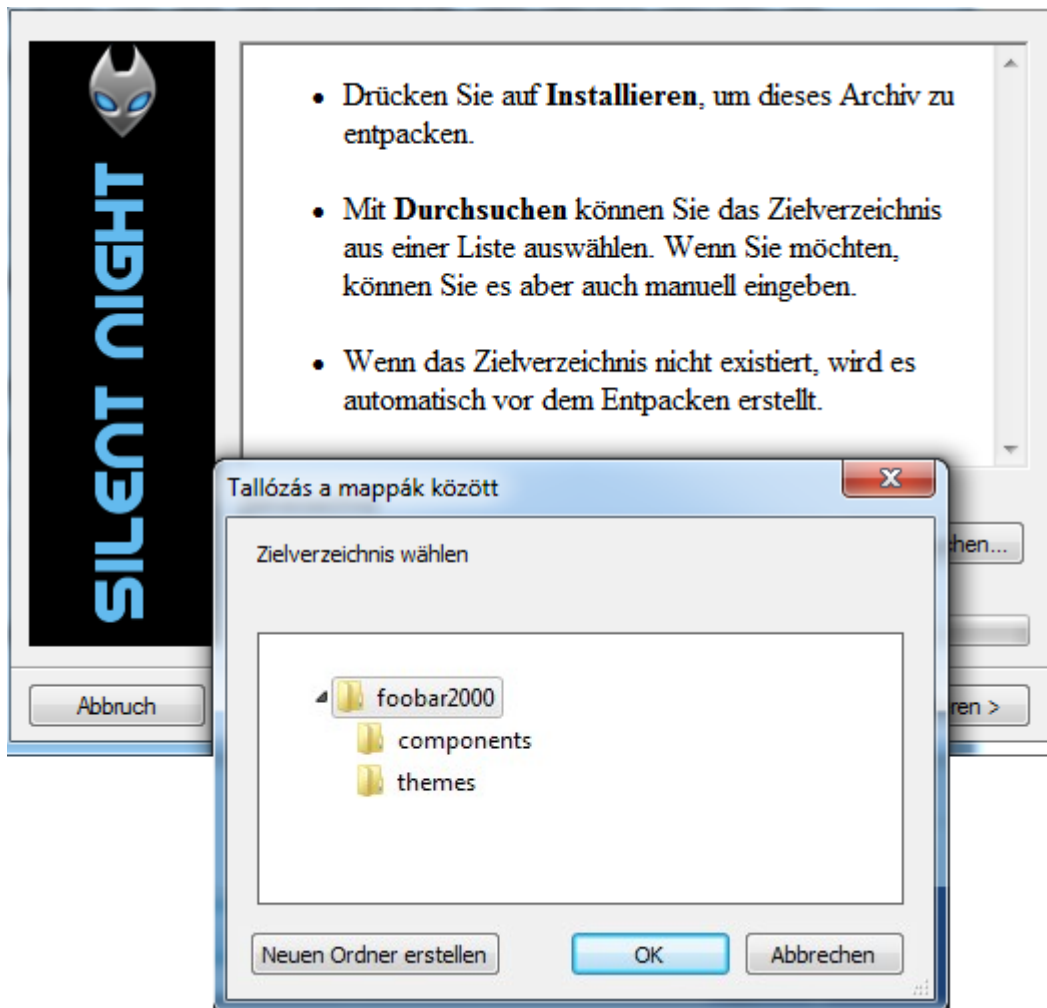 SILENT NIGHT
• Drücken Sie auf Installieren, um dieses Archiv zu
entpacken.
• Mit Durchsuchen können Sie das Zielverzeichnis
aus einer Liste auswählen. Wenn Sie möchten,
können Sie es aber auch manuell eingeben.
• Wenn das Zielverzeichnis nicht existiert, wird es
automatisch vor dem Entpacken erstellt.
hen...
Abbruch
ren >
Tallózás a mappák között
Zielverzeichnis wählen
foobar2000
components
themes
Neuen Ordner erstellen
OK
Abbrechen